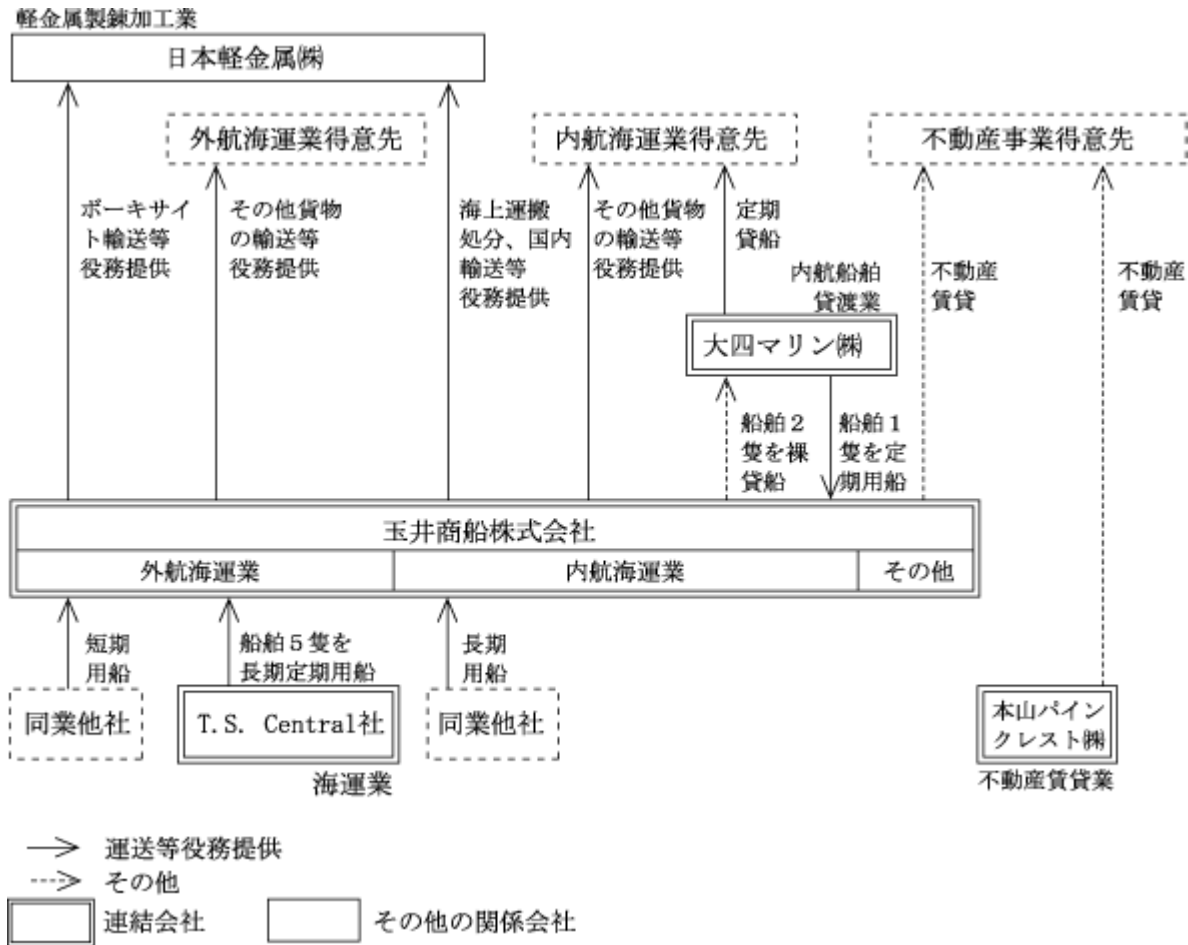 軽金属製錬加工業
日本軽金属㈱
外航海運業得意先
内航海運業得意先
不動産事業得意先
ボーキサイ
ト輸送等
役務提供
その他貨物
の輸送等
役務提供
海上運搬
処分、国内
輸送等
役務提供
その他貨物
の輸送等
役務提供
定期
貸船
内航船舶
貸渡業
不動産
賃貸
不動産
賃貸
大四マリン㈱
船舶2
隻を裸
貸船
船舶1
隻を定
期用船
玉井商船株式会社
外航海運業
内航海運業
その他
短期
用船
船舶5隻を
長期定期用船
長期
用船
同業他社
T.S. Central社
海運業
同業他社
本山パイン
クレスト㈱
不動産賃貸業
運送等役務提供
その他
連結会社
その他の関係会社